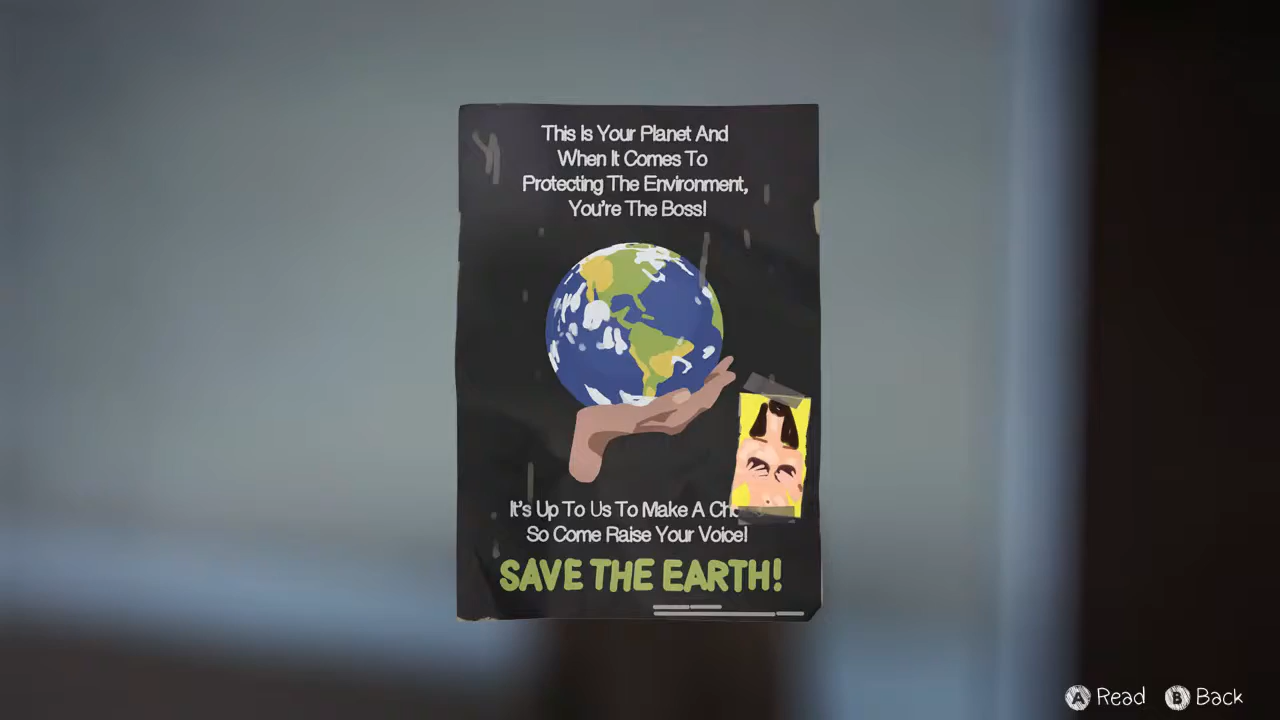 This Is Your Planet And
When It Comes To
Protecting The Environment,
You're The Boss!
It's Up To Us To Make A
So Come Raise Your Voice!
SAVE THE EARTH!
A Read B Back